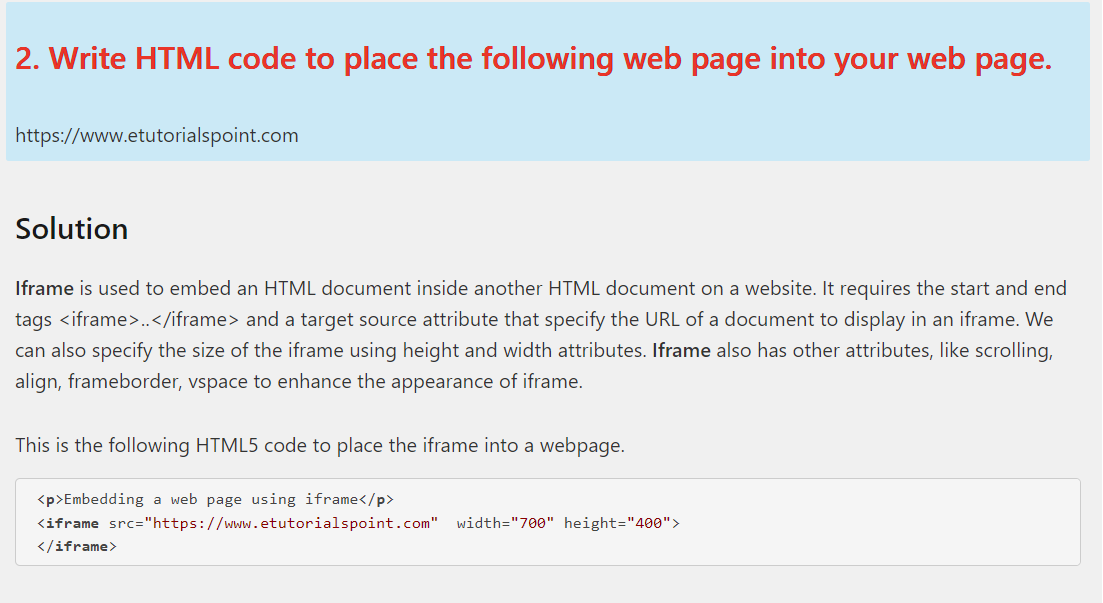 2. Write HTML code to place the following web page into your web page.
https://www.etutorialspoint.com
Solution
Iframe is used to embed an HTML document inside another HTML document on a website. It requires the start and end
tags <iframe>..</iframe> and a target source attribute that specify the URL of a document to display in an iframe. We
can also specify the size of the iframe using height and width attributes. Iframe also has other attributes, like scrolling,
align, frameborder, vspace to enhance the appearance of iframe.
This is the following HTML5 code to place the iframe into a webpage.
<p>Embedding a web page using iframe</p>
<iframe src="https://www.etutorialspoint.com"  width="700" height="400">
</iframe>